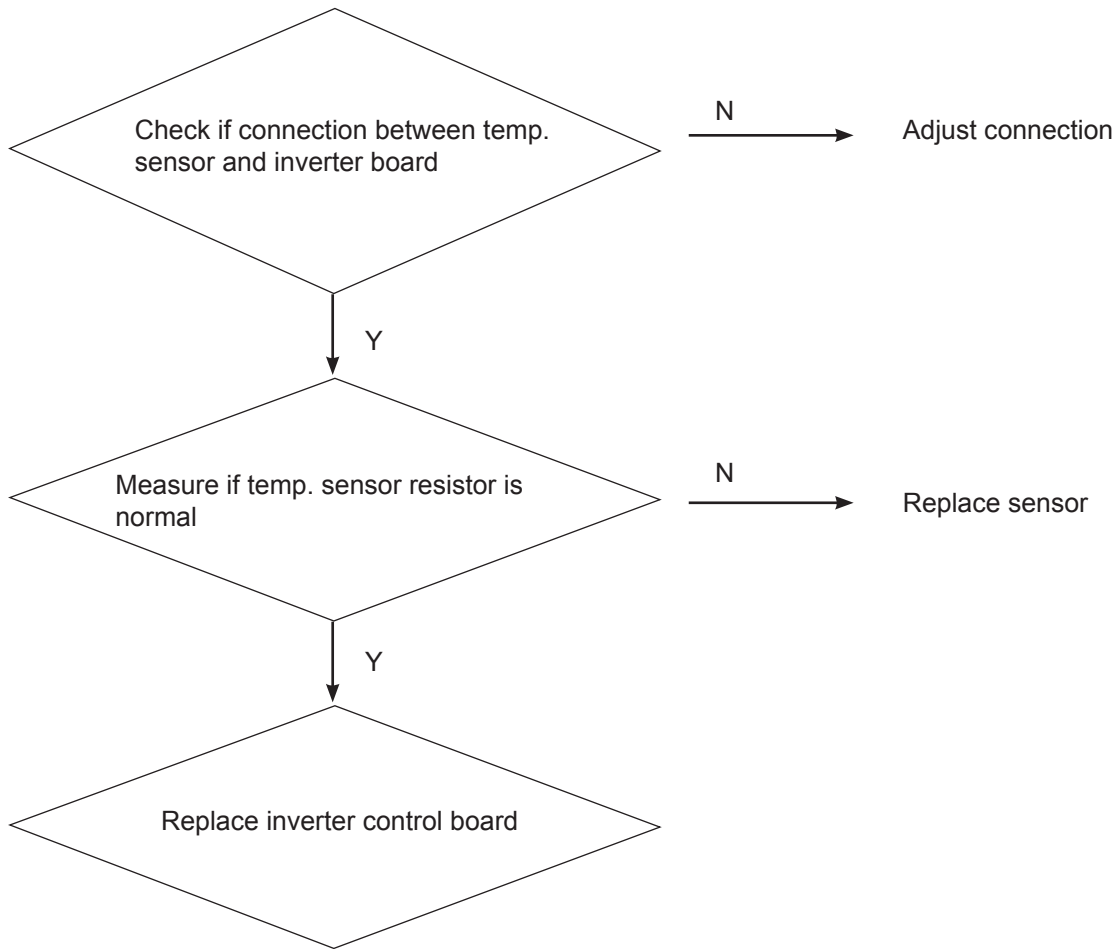 Check if connection between temp.
sensor and inverter board
N
Adjust connection
Y
Measure if temp. sensor resistor is
normal
N
Replace sensor
Y
Replace inverter control board